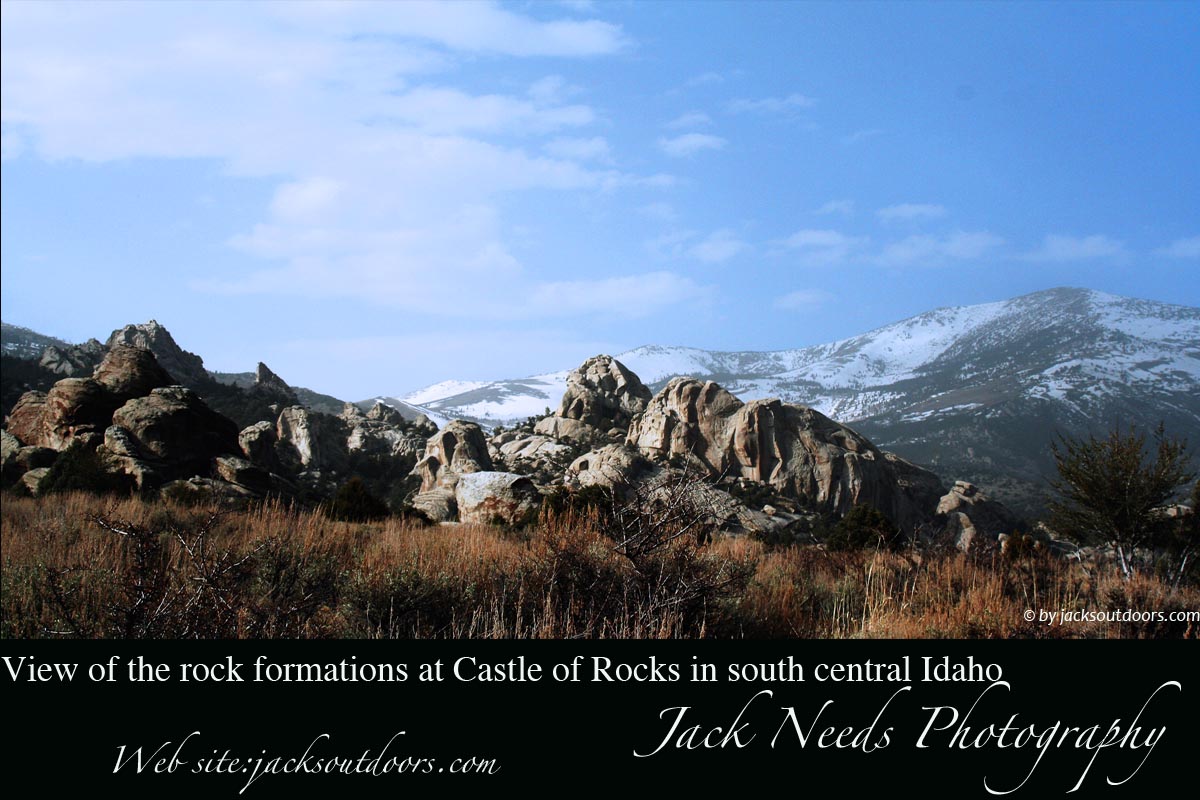 © by jacksoutdoors.com
View of the rock formations at Castle of Rocks in south central Idaho
Jack Needs Photography
Web site:jacksoutdoors.com